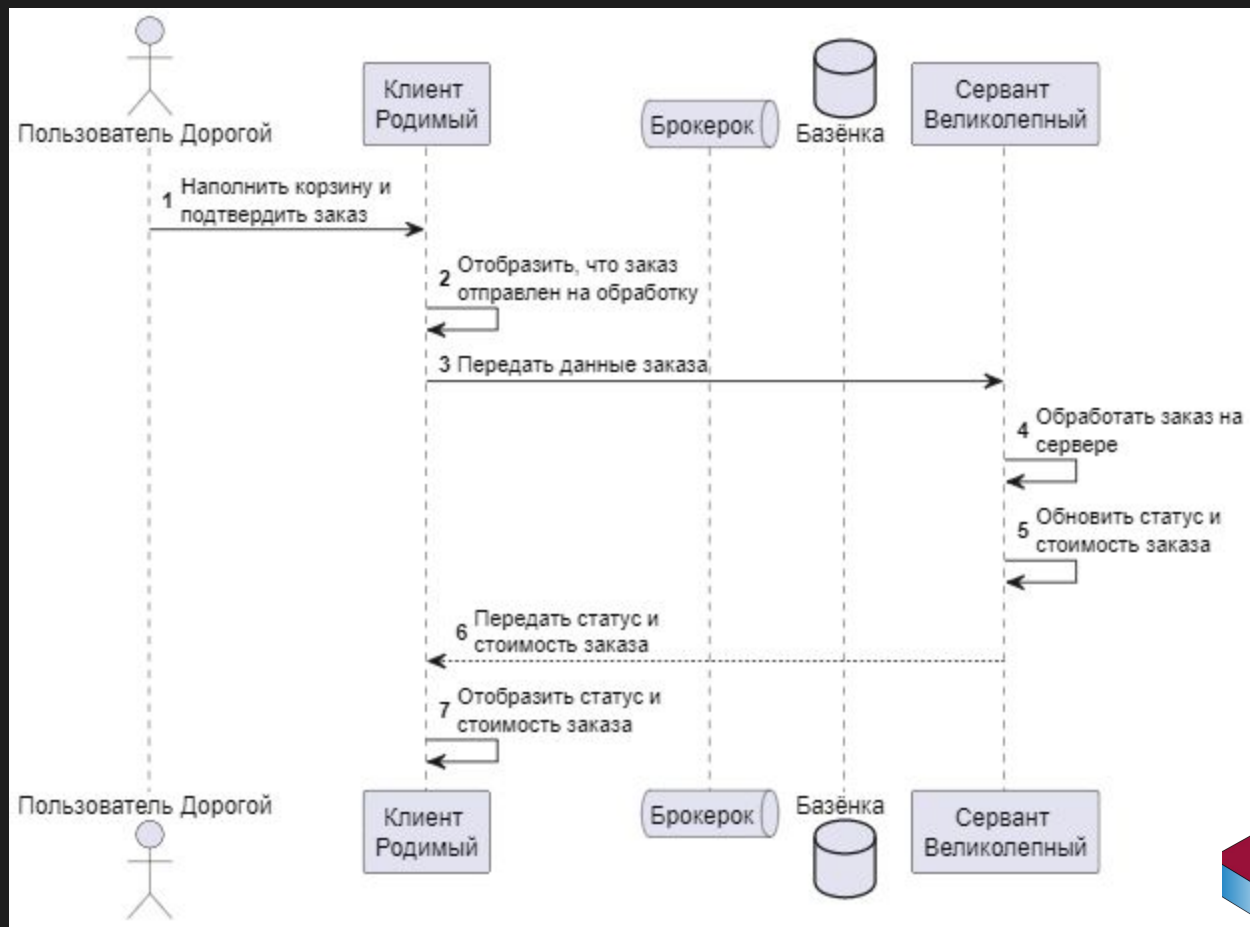 Пользователь Дорогой
Клиент
Родимый
Брокерок
Базёнка
Сервант
Великолепный
1 Наполнить корзину и
подтвердить заказ
2 Отобразить, что заказ
отправлен на обработку
3 Передать данные заказа
4 Обработать заказ на
сервере
5 Обновить статус и
стоимость заказа
6 Передать статус и
стоимость заказа
7 Отобразить статус и
стоимость заказа
Пользователь Дорогой
Клиент
Родимый
Брокерок
Базёнка
Сервант
Великолепный